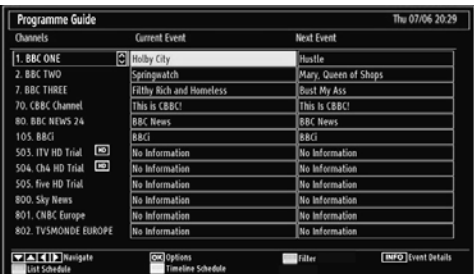 Programme Guide Thu 07/06 20:29
Channels Current Event Next Event
1. BBC ONE Holby City Hustle
2. BBC TWO Springwatch Mary, Queen of Shops
7. BBC THREE Filthy Rich and Homeless Bust My Ass
70. CBBC Channel This is CBBC! This Is CBBC!
80. BBC NEWS 24 BBC News BBC News
105. BBCi BBCi BBCi
503. ITV HD Trial HD No Information No Information
504. Ch4 HD Trial HD No Information No Information
505. five HD Trial No Information No Information
800. Sky News No Information No Information
801. CNBC Europe No Information No Information
802. TV5MONDE EUROPE No Information No Information
Navigate OK Options Filter INFO Event Details
List Schedule Timeline Schedule